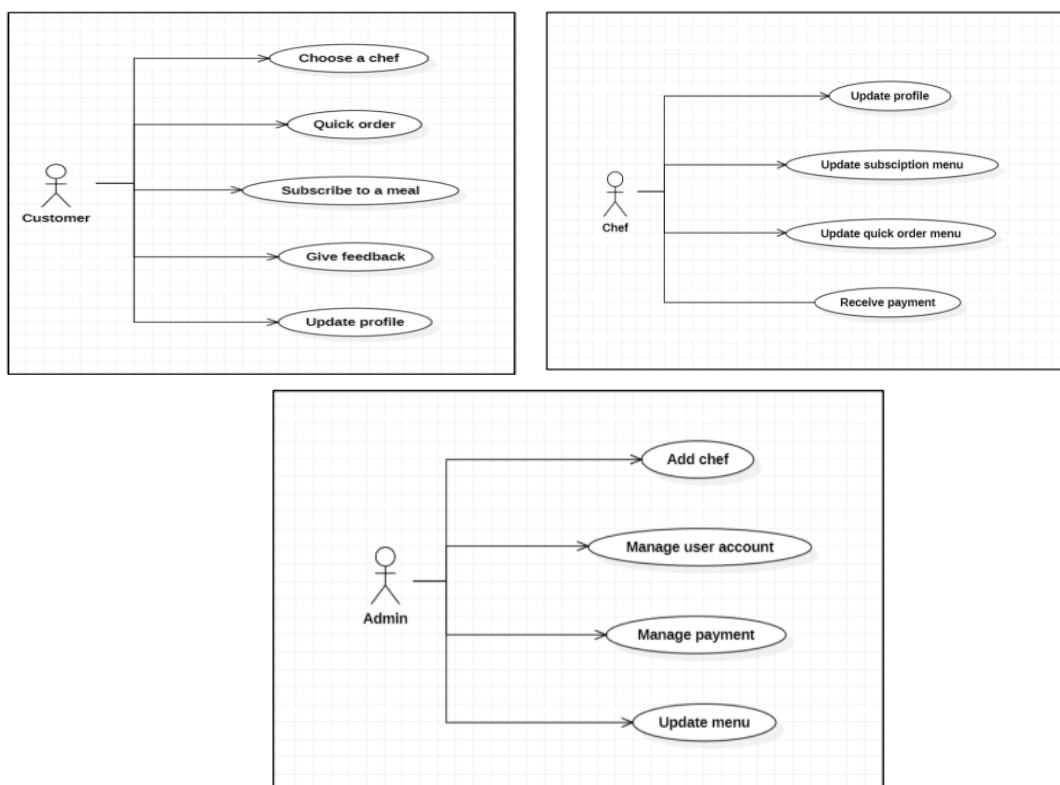 Choose a chef
Quick order
Subscribe to a meal
Customer
Give feedback
Update profile
Update profile
Update subsciption menu
Chef
Update quick order menu
Receive payment
Add chef
Manage user account
Admin
Manage payment
Update menu